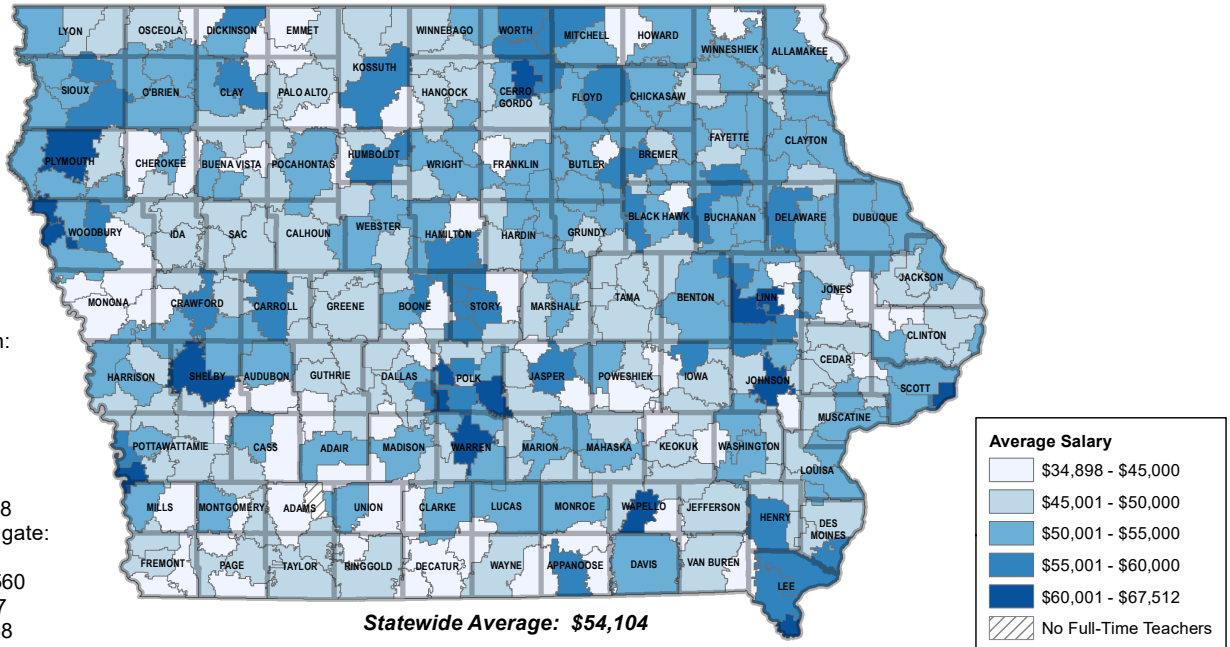 LYON
OSCEOLA
DICKINSON
EMMET
WINNEBAGO
WORTH
MITCHELL
HOWARD
WINNESHIEK
ALLAMAKEE
KOSSUTH
SIOUX
O'BRIEN
CLAY
PALO ALTO
HANCOCK
CERRO
GORDO
FLOYD
CHICKASAW
FAYETTE
CLAYTON
PLYMOUTH
CHEROKEE
BUENA VISTA
POCAHONTAS
HUMBOLDT
WRIGHT
FRANKLIN
BUTLER
BREMER
WOODBURY
IDA
SAC
CALHOUN
WEBSTER
HAMILTON
HARDIN
GRUNDY
BLACK HAWK
BUCHANAN
DELAWARE
DUBUQUE
MONONA
CRAWFORD
CARROLL
GREENE
BOONE
STORY
MARSHALL
TAMA
BENTON
LINN
JONES
JACKSON
CLINTON
n:
HARRISON
SHELBY
AUDUBON
GUTHRIE
DALLAS
POLK
JASPER
POWESHIEK
IOWA
JOHNSON
CEDAR
SCOTT
MUSCATINE
POTTAWATTAMIE
CASS
ADAIR
MADISON
WARREN
MARION
MAHASKA
KEOKUK
WASHINGTON
LOUISA
8
gate:
MILLS
MONTGOMERY
ADAMS
UNION
CLARKE
LUCAS
MONROE
WAPELLO
JEFFERSON
HENRY
DES
MOINES
560
7
8
FREMONT
PAGE
TAYLOR
RINGGOLD
DECATUR
WAYNE
APPANOOSE
DAVIS
VAN BUREN
LEE
Statewide Average: $54,104
Average Salary
$34,898 - $45,000
$45,001 - $50,000
$50,001 - $55,000
$55,001 - $60,000
$60,001 - $67,512
No Full-Time Teachers